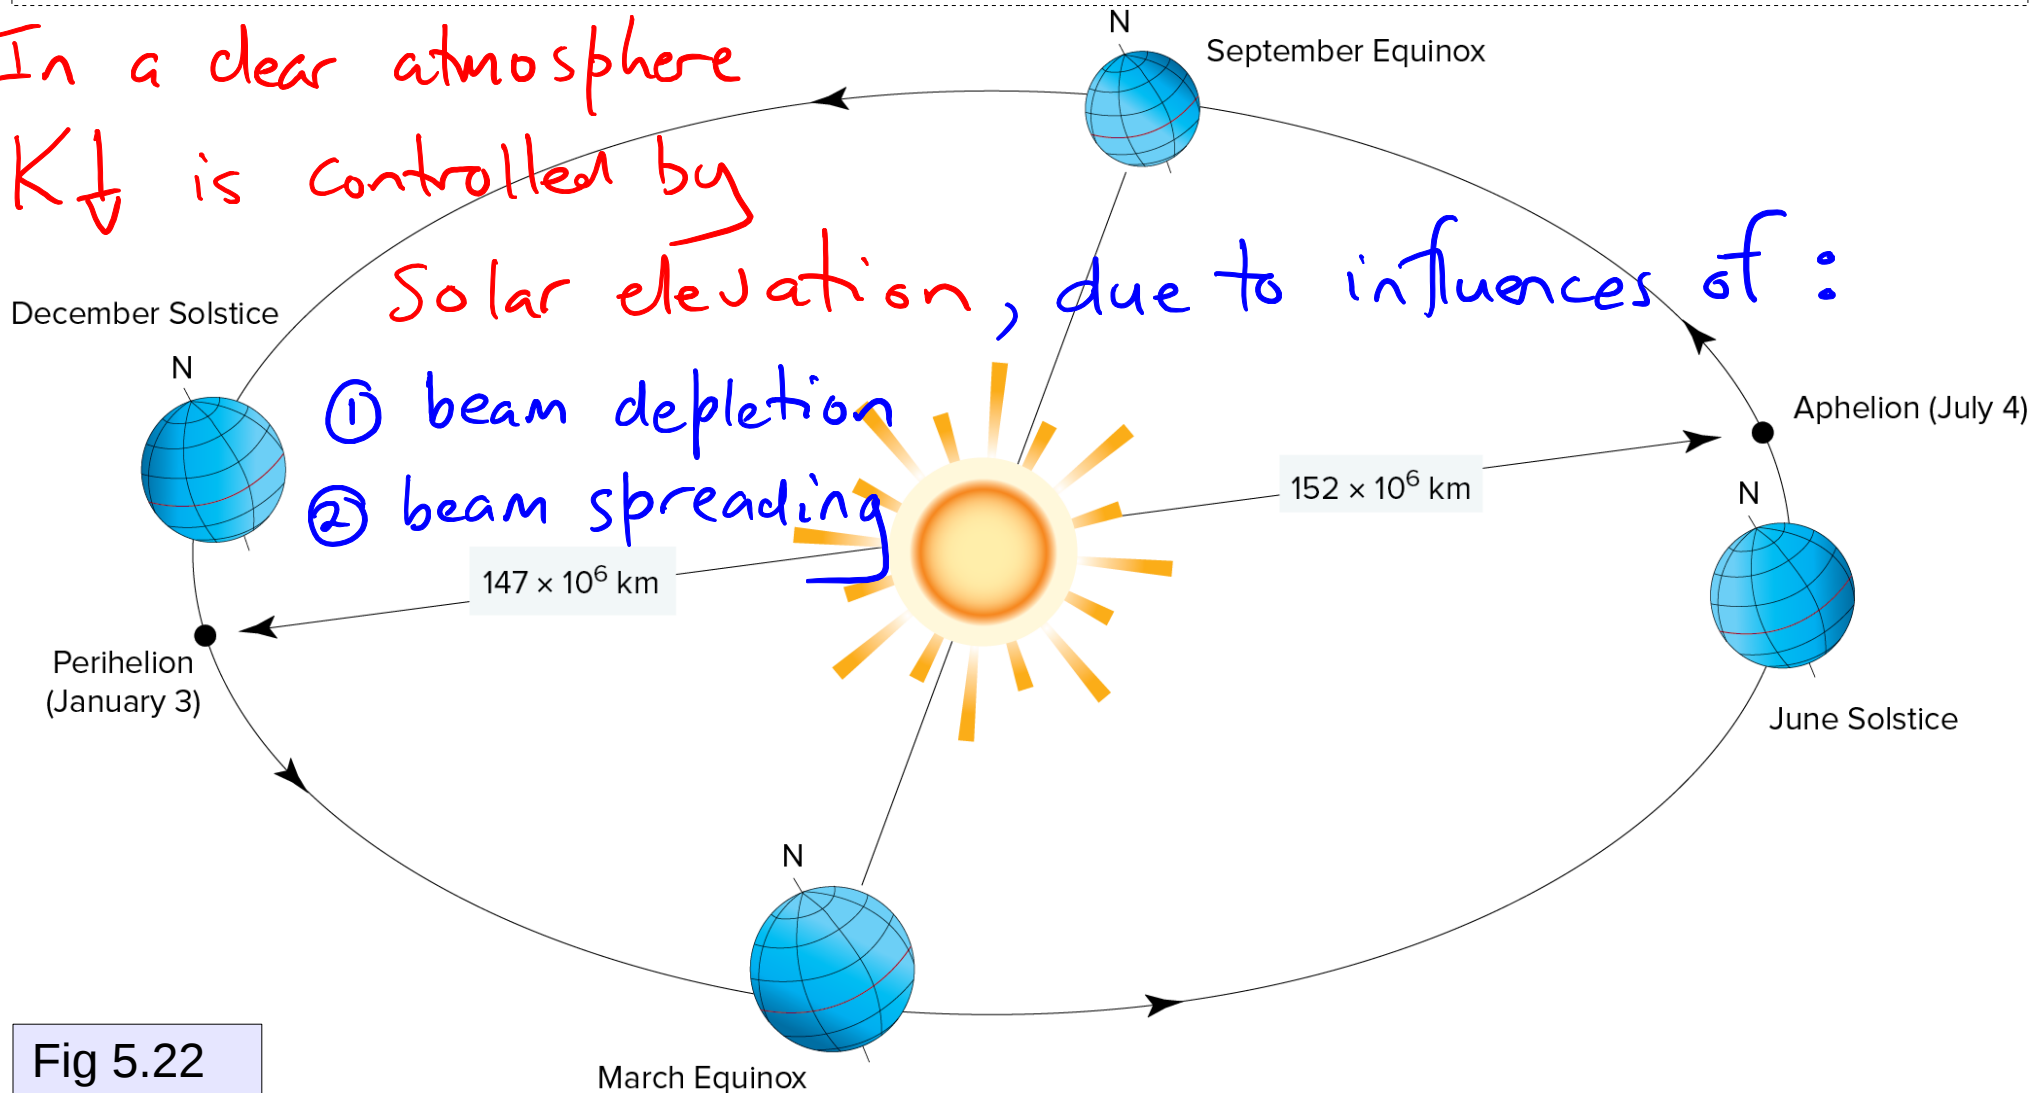 In a clear atmosphere
K↓ is controlled by
Solar elevation, due to influences of:
① beam depletion
② beam spreading
N
September Equinox
December Solstice
N
Aphelion (July 4)
152 × 10⁶ km
N
147 × 10⁶ km
Perihelion
(January 3)
June Solstice
N
March Equinox
Fig 5.22